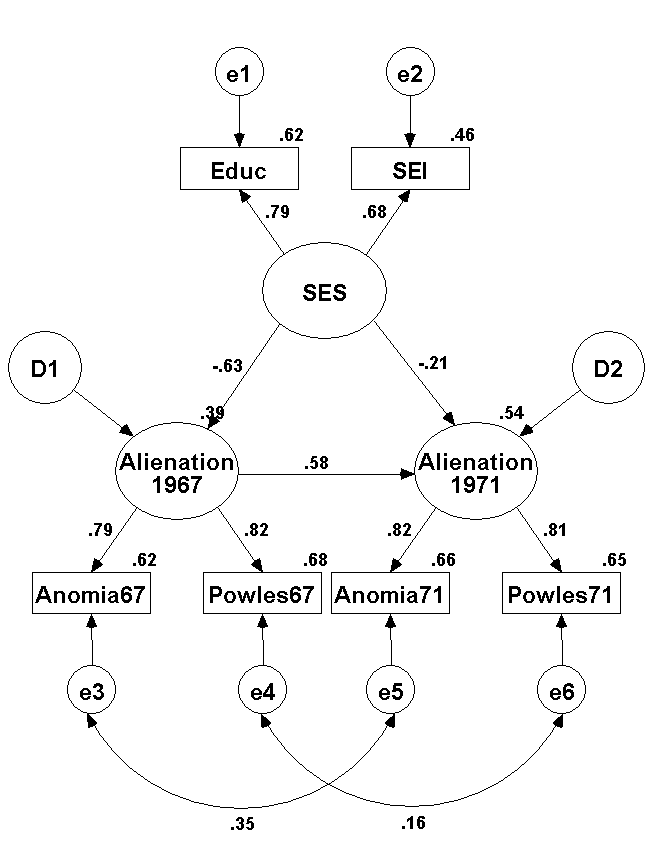 e1
e2
.62
.46
Educ
SEI
.79
.68
SES
D1
D2
-.63
-.21
.39
.54
Alienation
1967
.58
Alienation
1971
.79
.82
.82
.81
.62
.68
.66
.65
Anomia67
Powles67
Anomia71
Powles71
e3
e4
e5
e6
.35
.16